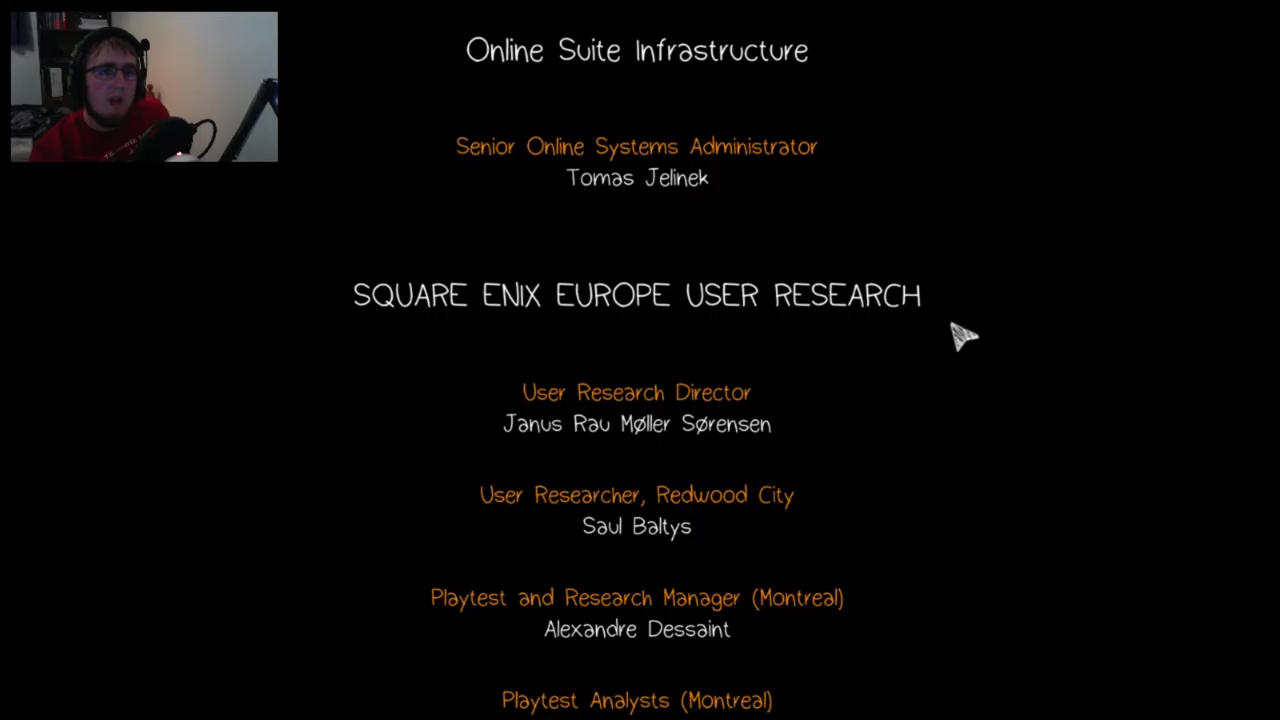 Online Suite Infrastructure
Senior Online Systems Administrator
Tomas Jelinek
SQUARE ENIX EUROPE USER RESEARCH
User Research Director
Janus Rau Møller Sørensen
User Researcher, Redwood City
Saul Baltys
Playtest and Research Manager (Montreal)
Alexandre Dessaint
Playtest Analysts (Montreal)